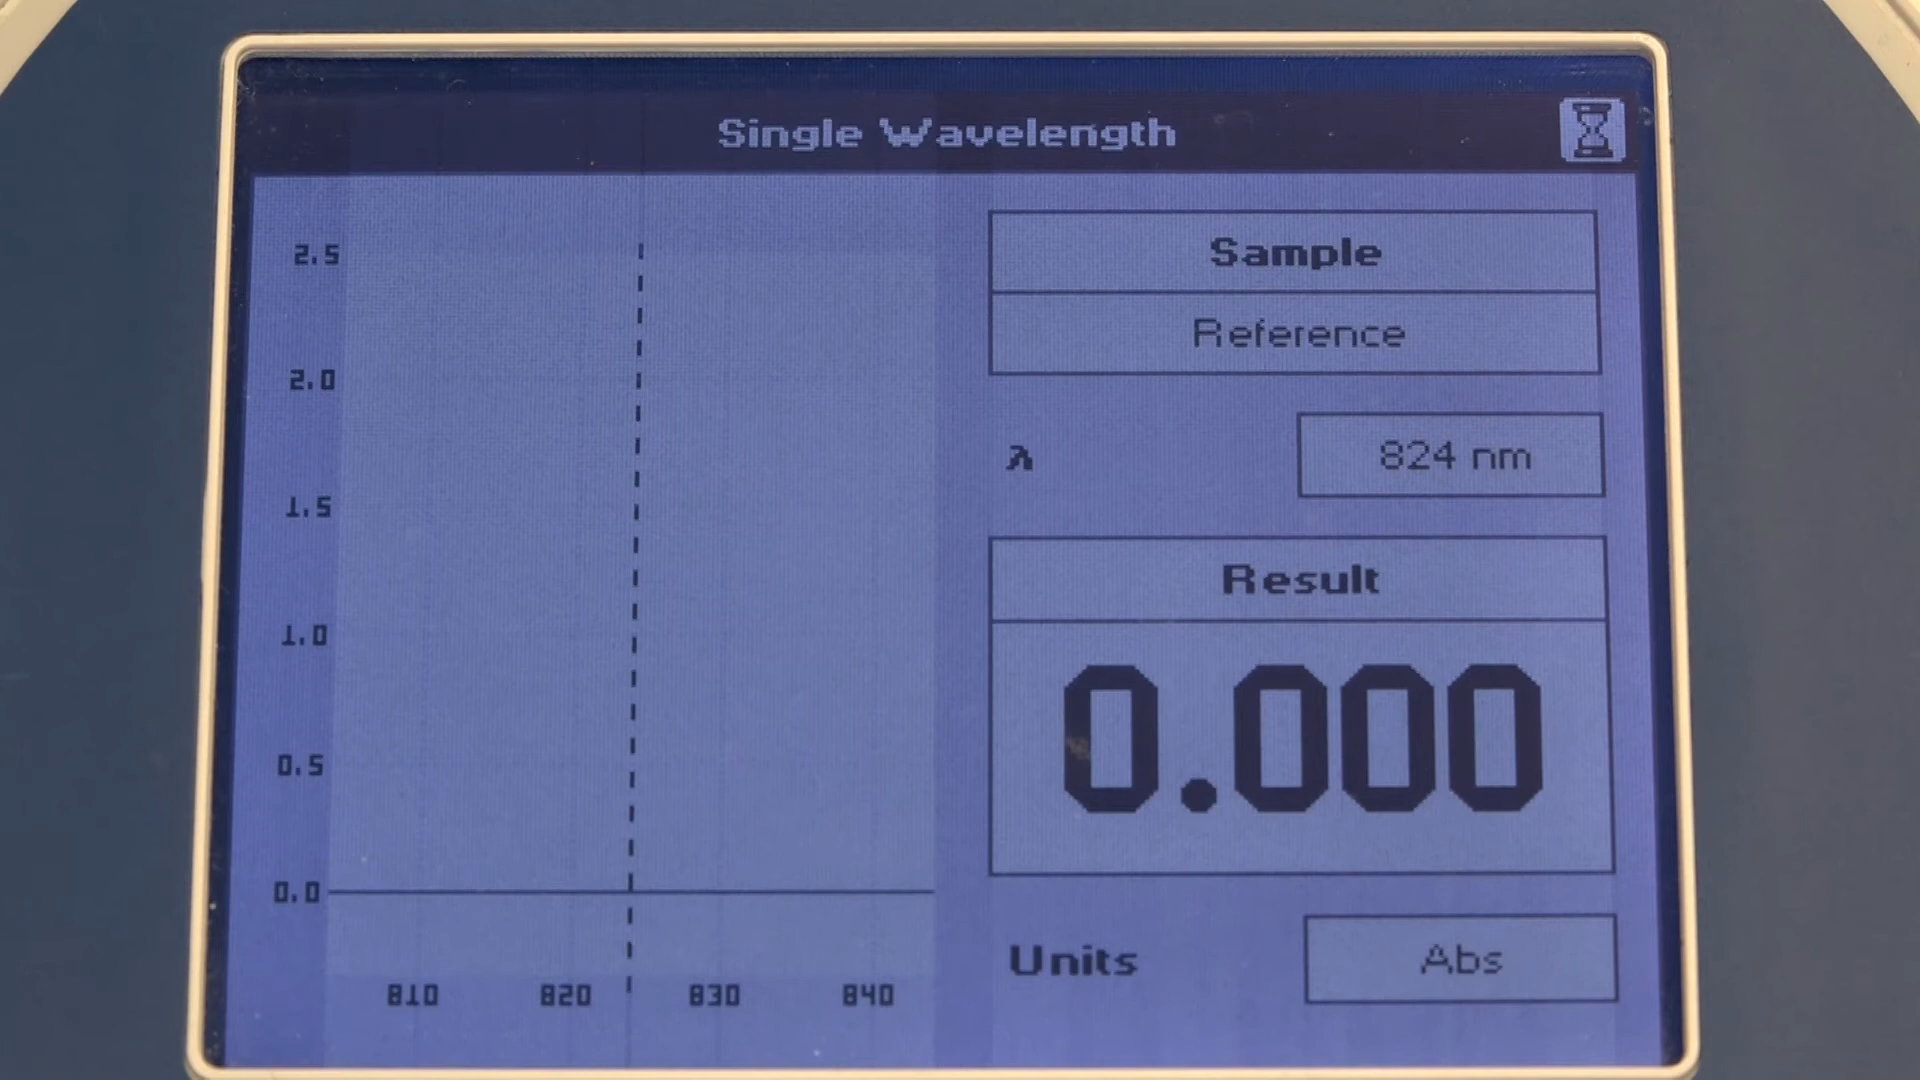 Single Wavelength
2.5
2.0
1.5
1.0
0.5
0.0
810 820 830 840
Sample
Reference
λ 824 nm
Result
0.000
Units Abs